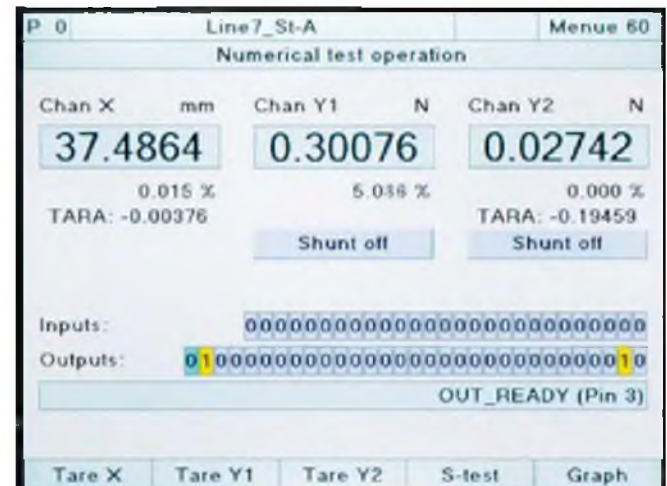 P 0 Line7_St-A Menue 60
Numerical test operation
Chan X mm Chan Y1 N Chan Y2 N
37.4864 0.30076 0.02742
0.015 % 5.036 % 0.000 %
TARA: -0.00376 TARA: -0.19459
Shunt off Shunt off
Inputs:
Outputs:
OUT_READY (Pin 3)
Tare X Tare Y1 Tare Y2 S-test Graph